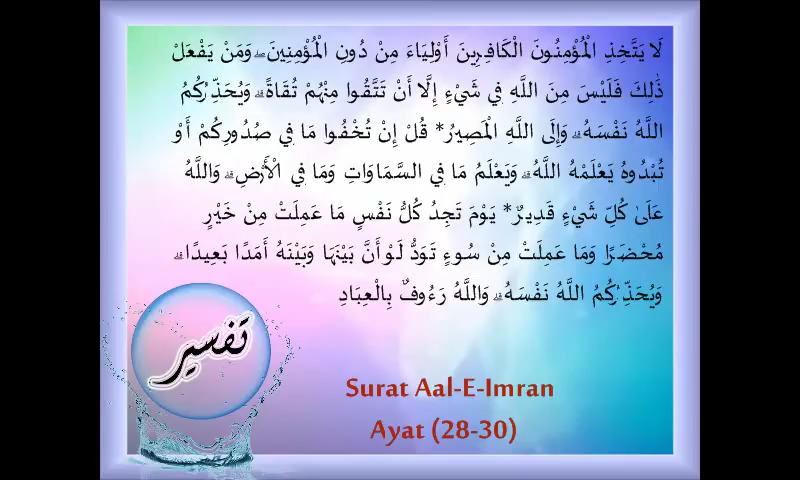 لَا يَتَّخِذِ الْمُؤْمِنُونَ الْكَافِرِينَ أَوْلِيَاءَ مِنْ دُونِ الْمُؤْمِنِينَ ۖ وَمَنْ يَفْعَلْ
ذَٰلِكَ فَلَيْسَ مِنَ اللَّهِ فِي شَيْءٍ إِلَّا أَنْ تَتَّقُوا مِنْهُمْ تُقَاةً ۗ وَيُحَذِّرُكُمُ
اللَّهُ نَفْسَهُ ۗ وَإِلَى اللَّهِ الْمَصِيرُ* قُلْ إِنْ تُخْفُوا مَا فِي صُدُورِكُمْ أَوْ
تُبْدُوهُ يَعْلَمْهُ اللَّهُ ۗ وَيَعْلَمُ مَا فِي السَّمَاوَاتِ وَمَا فِي الْأَرْضِ ۗ وَاللَّهُ
عَلَىٰ كُلِّ شَيْءٍ قَدِيرٌ* يَوْمَ تَجِدُ كُلُّ نَفْسٍ مَا عَمِلَتْ مِنْ خَيْرٍ
مُحْضَرًا وَمَا عَمِلَتْ مِنْ سُوءٍ تَوَدُّ لَوْ أَنَّ بَيْنَهَا وَبَيْنَهُ أَمَدًا بَعِيدًا ۗ
وَيُحَذِّرُكُمُ اللَّهُ نَفْسَهُ ۗ وَاللَّهُ رَءُوفٌ بِالْعِبَادِ
تفسير
Surat Aal-E-Imran
Ayat (28-30)